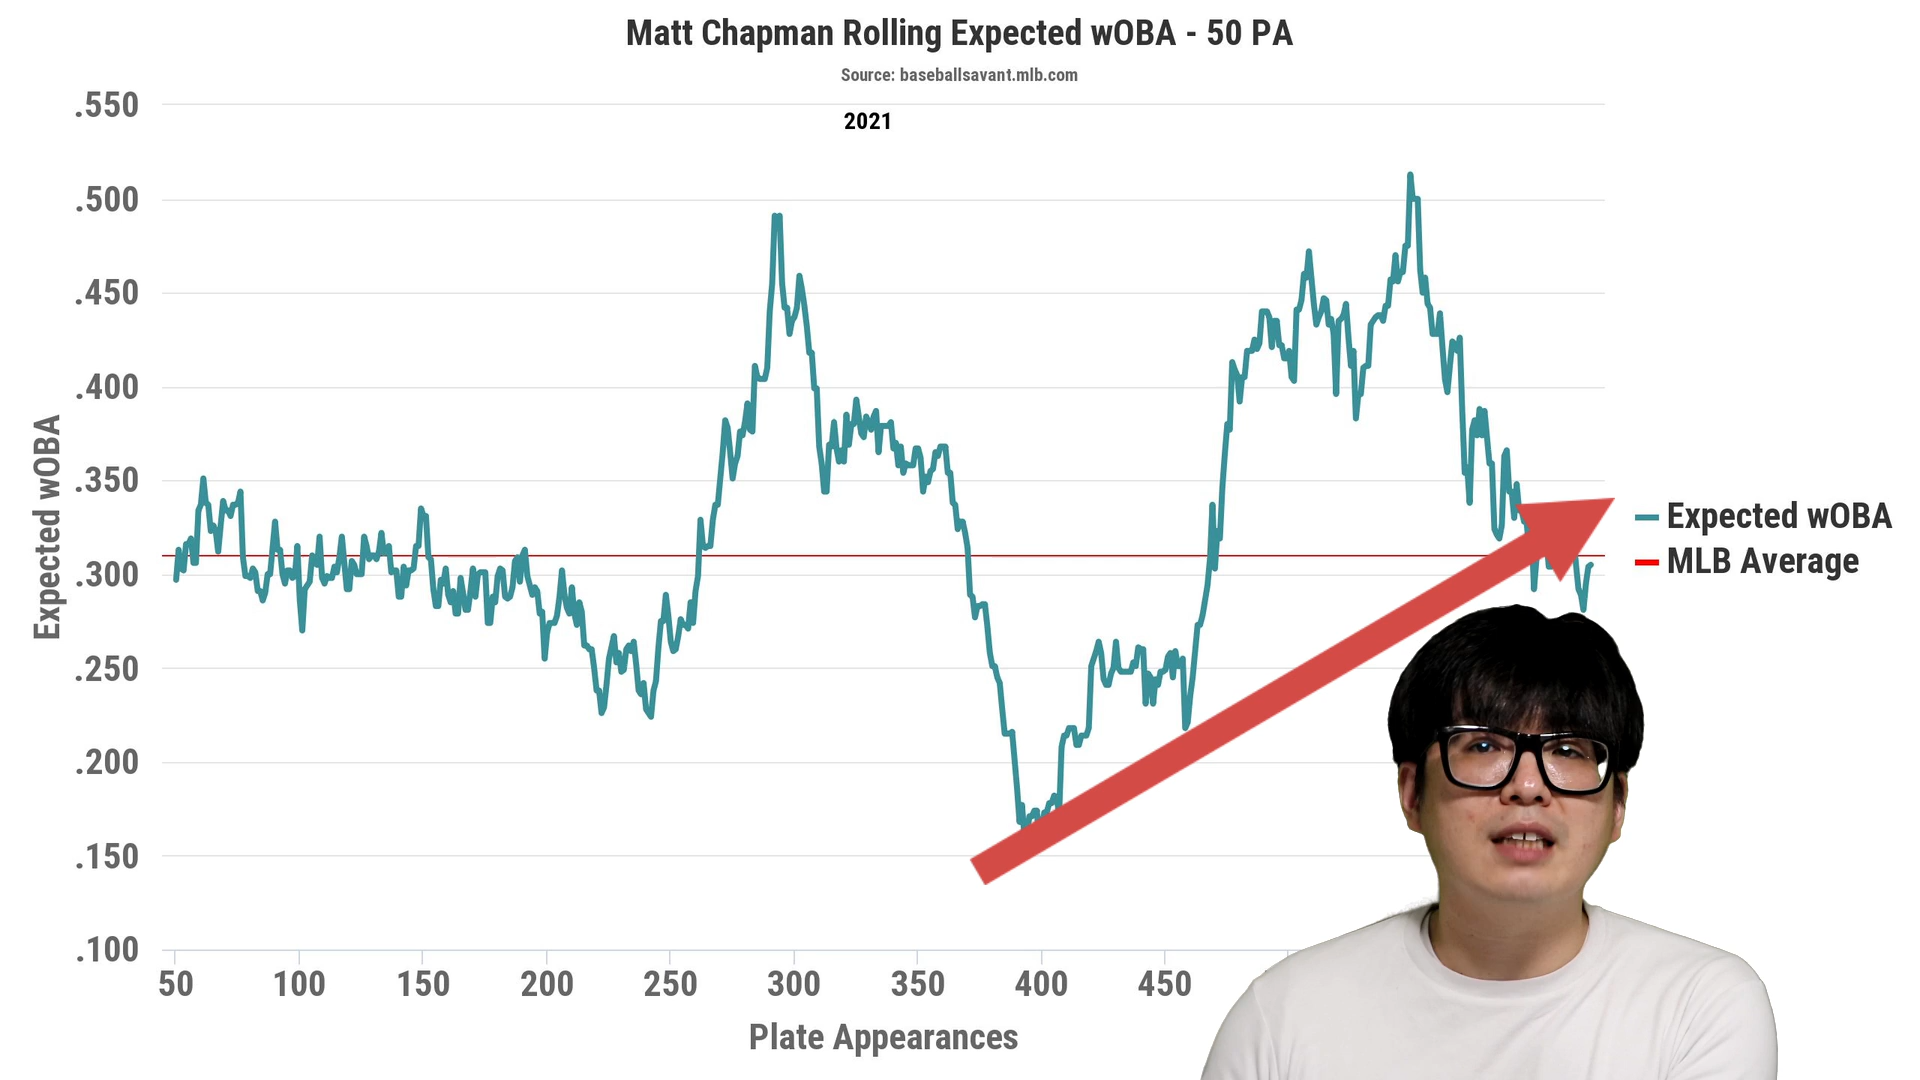 Matt Chapman Rolling Expected wOBA - 50 PA
Source: baseballsavant.mlb.com
2021
.550
.500
.450
.400
.350
.300
.250
.200
.150
.100
Expected wOBA
50 100 150 200 250 300 350 400 450
Plate Appearances
Expected wOBA
MLB Average